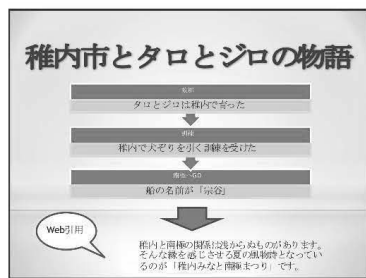 稚内市とタロとジロの物語
タロとジロは稚内で育った
訓練
稚内で犬ぞりを引く訓練を受けた
船の名前が「宗谷」
Web引用
稚内と南極の関係は浅からぬものがあります。
そんな縁を感じさせる夏の風物詩となってい
るのが「稚内みなと南極まつり」です。